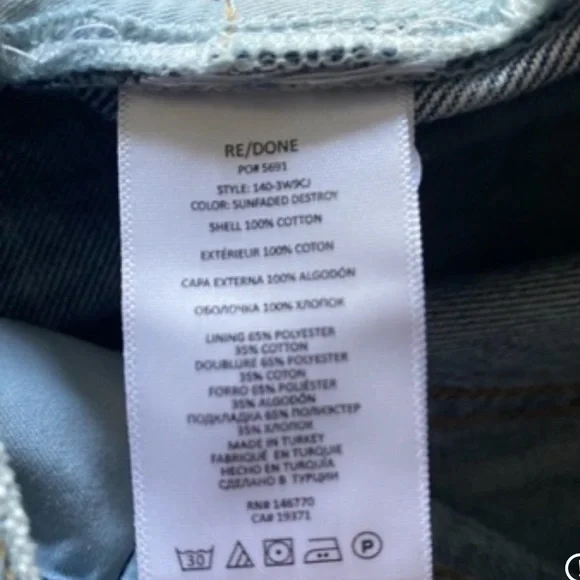 RE/DONE
PO# 5691
STYLE: 140-3W9CJ
COLOR: SUNFADED DESTROY
SHELL 100% COTTON
EXTÉRIEUR 100% COTON
CAPA EXTERNA 100% ALGODÓN
ОБОЛОЧКА 100% ХЛОПОК
LINING 65% POLYESTER
35% COTTON
DOUBLURE 65% POLYESTER
35% COTON
FORRO 65% POLIÉSTER
35% ALGODÓN
ПОДКЛАДКА 65% ПОЛИЭСТЕР
35% ХЛОПОК
MADE IN TURKEY
FABRIQUÉ EN TURQUIE
HECHO EN TURQUÍA
СДЕЛАНО В ТУРЦИИ
RN# 146770
CA# 19371
30 P